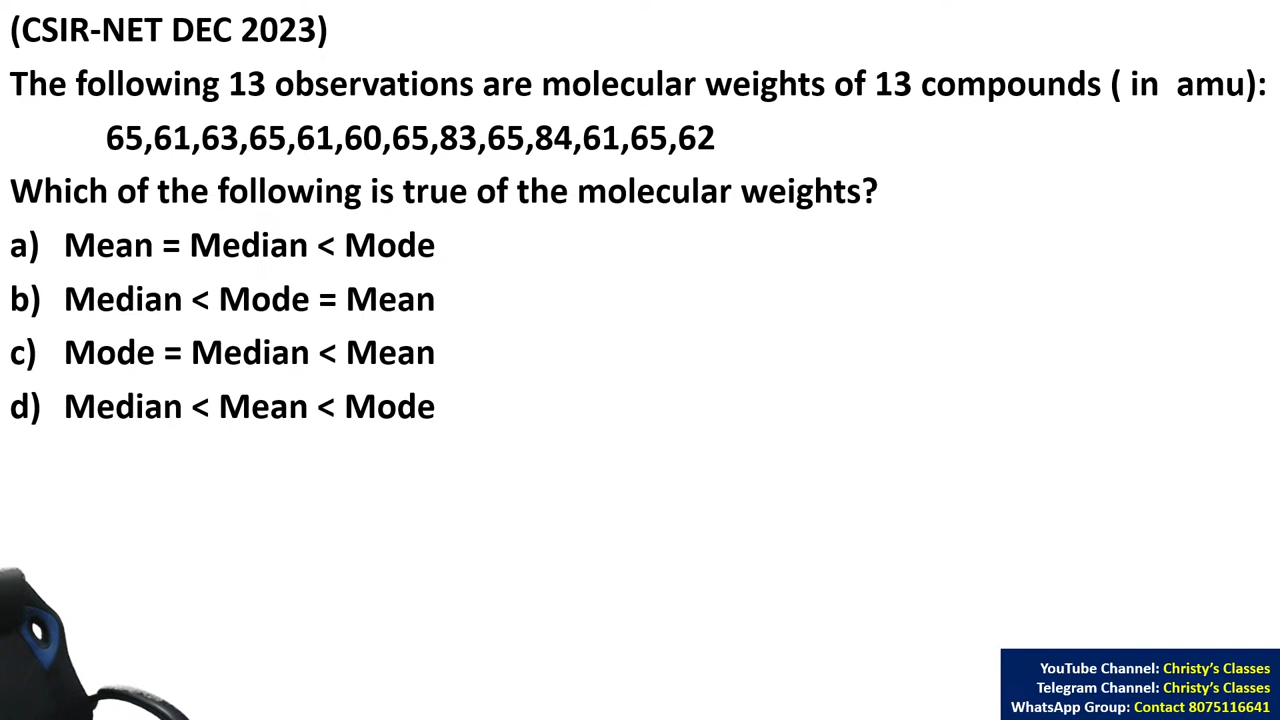 (CSIR-NET DEC 2023)
The following 13 observations are molecular weights of 13 compounds ( in  amu):
65,61,63,65,61,60,65,83,65,84,61,65,62
Which of the following is true of the molecular weights?
a) Mean = Median < Mode
b) Median < Mode = Mean
c) Mode = Median < Mean
d) Median < Mean < Mode
YouTube Channel: Christy's Classes
Telegram Channel: Christy's Classes
WhatsApp Group: Contact 8075116641